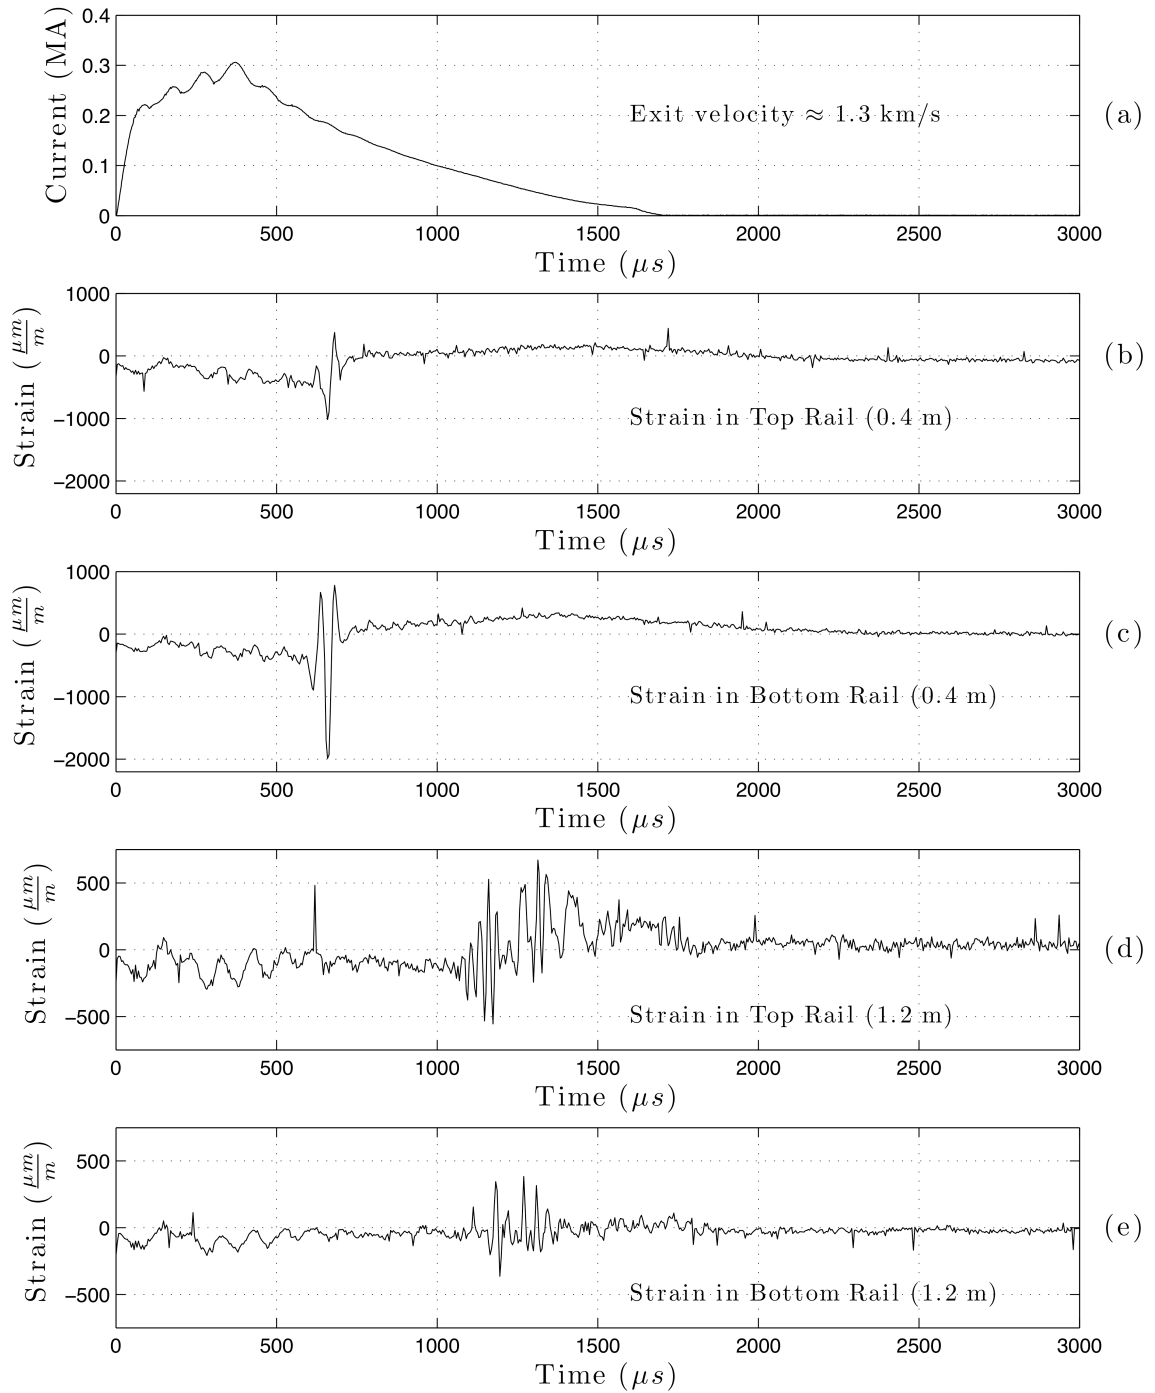 Current (MA)
0.4
0.3
0.2
0.1
0
Exit velocity ≈ 1.3 km/s
(a)
0 500 1000 1500 2000 2500 3000
Time (μs)
Strain (μm/m)
1000
0
−1000
−2000
Strain in Top Rail (0.4 m)
(b)
0 500 1000 1500 2000 2500 3000
Time (μs)
Strain (μm/m)
1000
0
−1000
−2000
Strain in Bottom Rail (0.4 m)
(c)
0 500 1000 1500 2000 2500 3000
Time (μs)
Strain (μm/m)
500
0
−500
Strain in Top Rail (1.2 m)
(d)
0 500 1000 1500 2000 2500 3000
Time (μs)
Strain (μm/m)
500
0
−500
Strain in Bottom Rail (1.2 m)
(e)
0 500 1000 1500 2000 2500 3000
Time (μs)